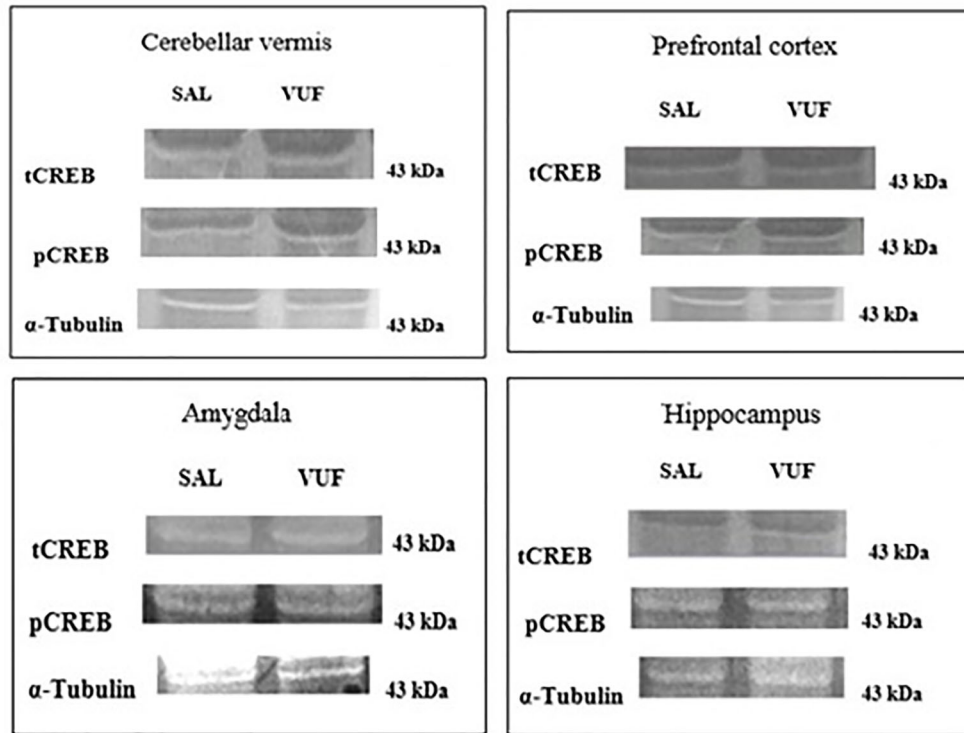 Cerebellar vermis
SAL VUF
tCREB 43 kDa
pCREB 43 kDa
α-Tubulin 43 kDa
Prefrontal cortex
SAL VUF
tCREB 43 kDa
pCREB 43 kDa
α-Tubulin 43 kDa
Amygdala
SAL VUF
tCREB 43 kDa
pCREB 43 kDa
α-Tubulin 43 kDa
Hippocampus
SAL VUF
tCREB 43 kDa
pCREB 43 kDa
α-Tubulin 43 kDa